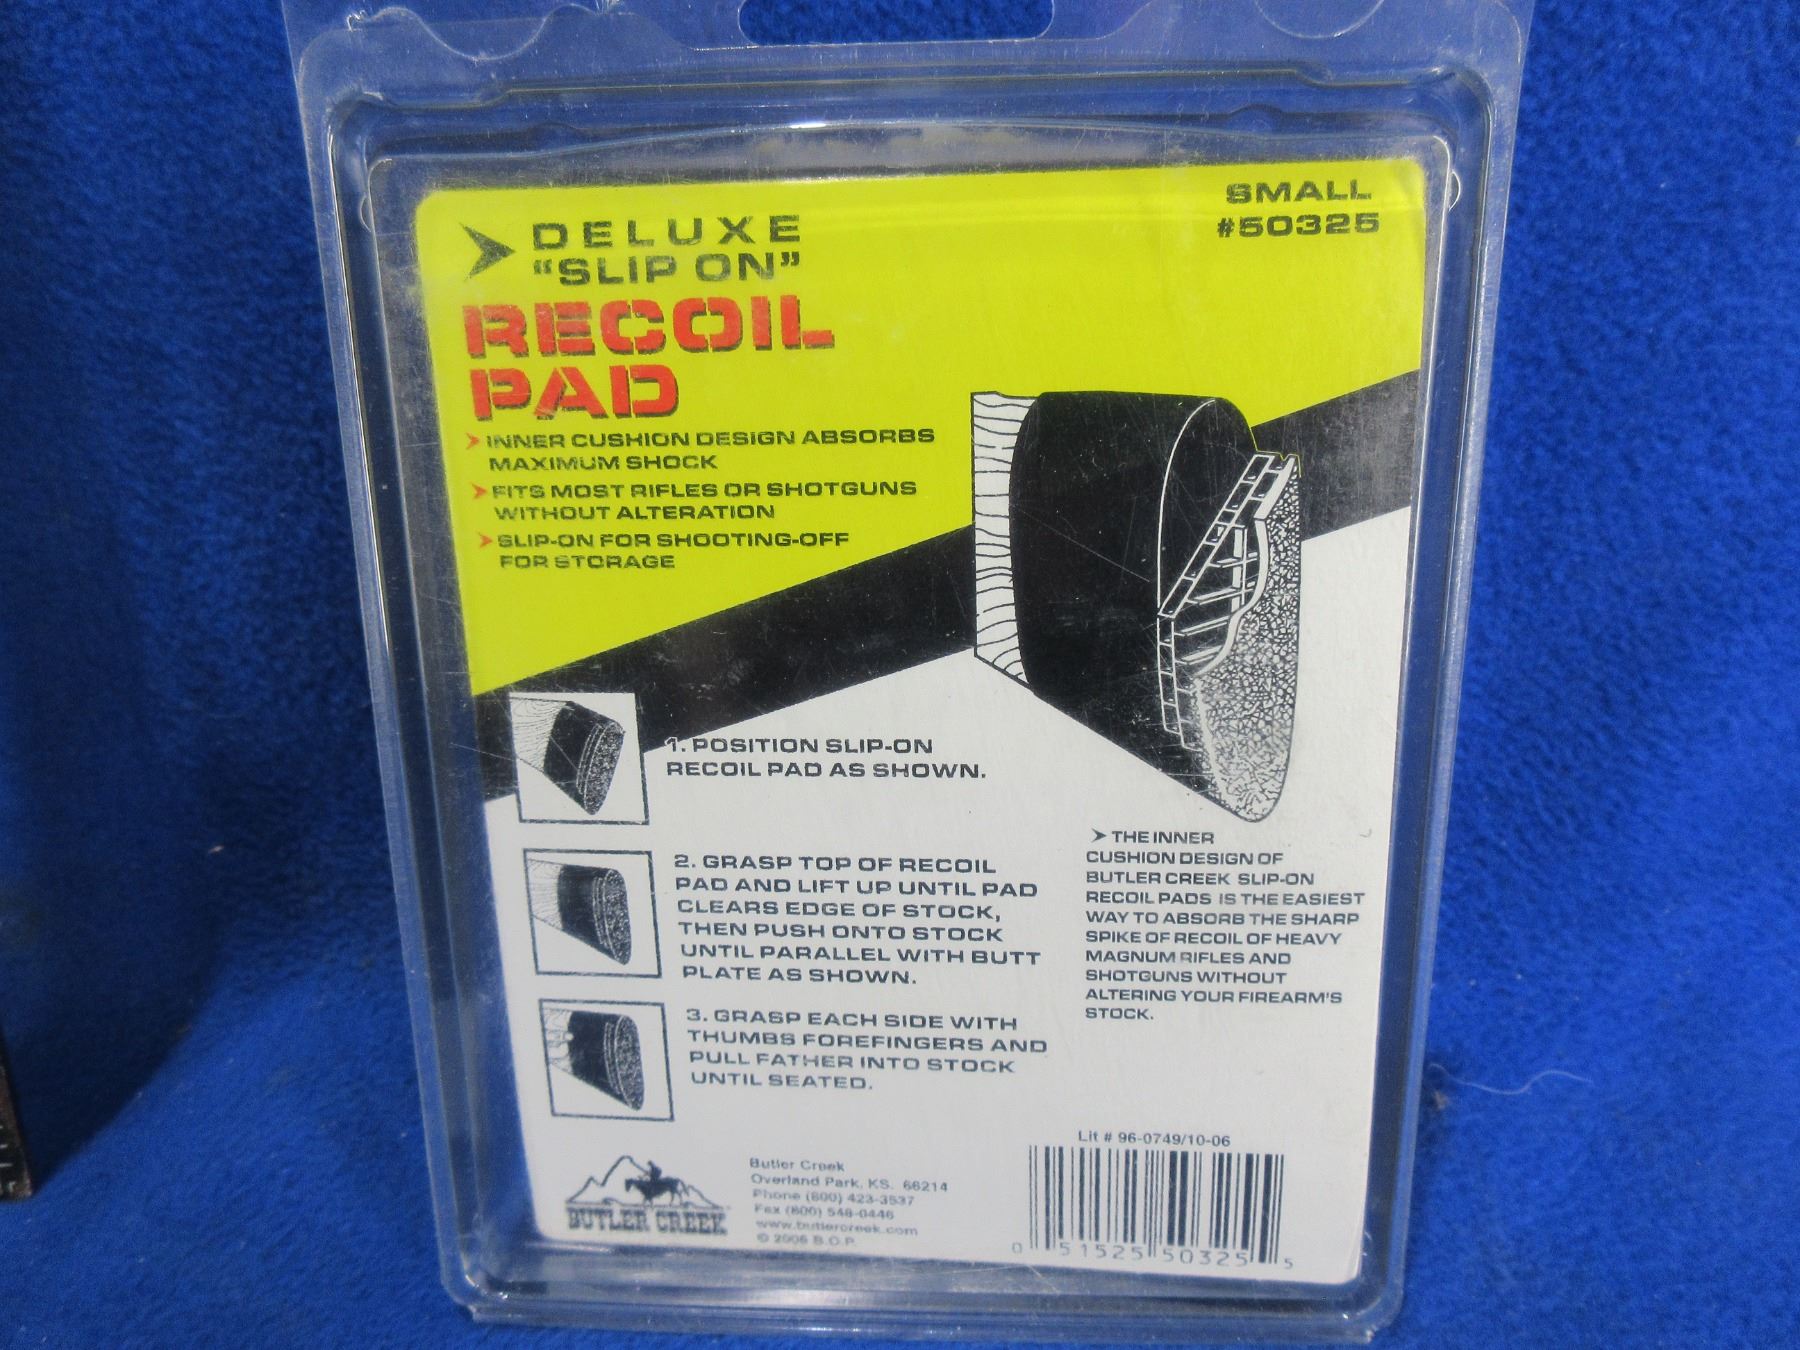 SMALL
#50325
DELUXE
"SLIP ON"
RECOIL
PAD
INNER CUSHION DESIGN ABSORBS
MAXIMUM SHOCK
FITS MOST RIFLES OR SHOTGUNS
WITHOUT ALTERATION
SLIP-ON FOR SHOOTING-OFF
FOR STORAGE
1. POSITION SLIP-ON
RECOIL PAD AS SHOWN.
2. GRASP TOP OF RECOIL
PAD AND LIFT UP UNTIL PAD
CLEARS EDGE OF STOCK,
THEN PUSH ONTO STOCK
UNTIL PARALLEL WITH BUTT
PLATE AS SHOWN.
3. GRASP EACH SIDE WITH
THUMBS FOREFINGERS AND
PULL FATHER INTO STOCK
UNTIL SEATED.
THE INNER
CUSHION DESIGN OF
BUTLER CREEK SLIP-ON
RECOIL PADS IS THE EASIEST
WAY TO ABSORB THE SHARP
SPIKE OF RECOIL OF HEAVY
MAGNUM RIFLES AND
SHOTGUNS WITHOUT
ALTERING YOUR FIREARM'S
STOCK.
BUTLER CREEK
Butler Creek
Overland Park, KS. 66214
Phone (800) 423-3537
Fax (800) 548-0446
www.butlercreek.com
© 2006 B.O.P.
Lit # 96-0749/10-06
0 51525 50325 5